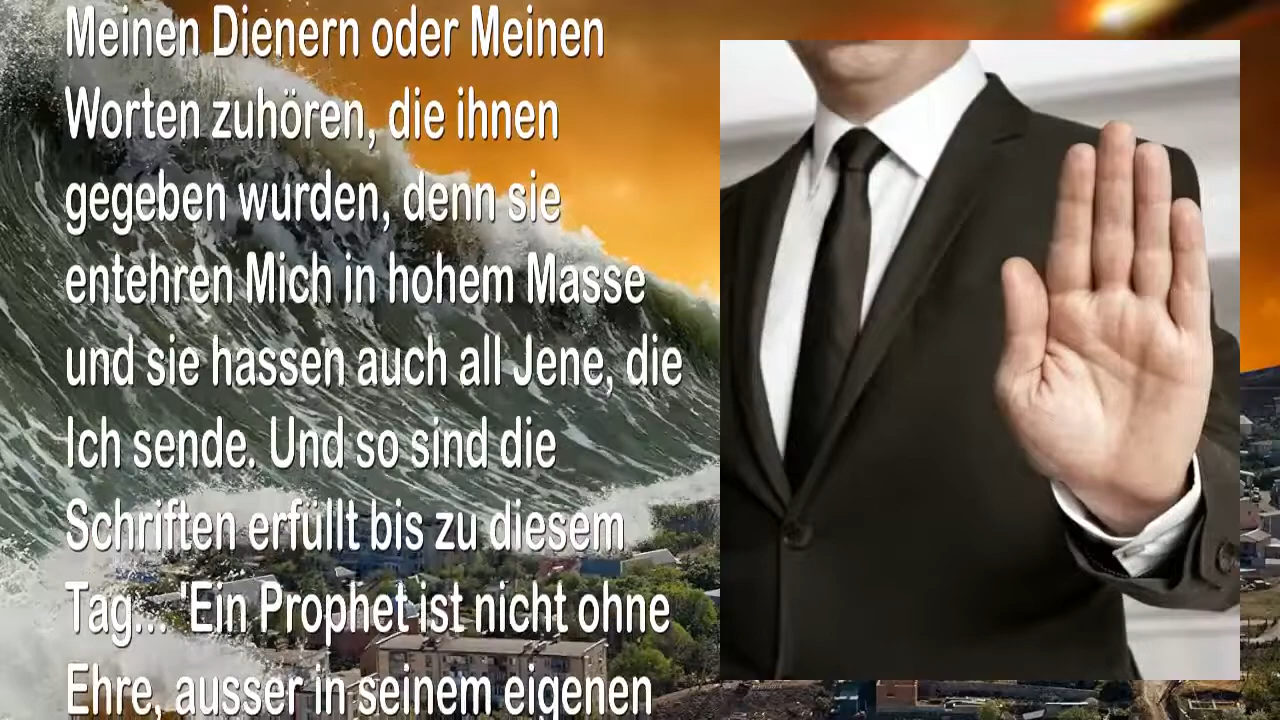 Meinen Dienern oder Meinen
Worten zuhören, die ihnen
gegeben wurden, denn sie
entehren Mich in hohem Masse
und sie hassen auch all Jene, die
Ich sende. Und so sind die
Schriften erfüllt bis zu diesem
Tag... 'Ein Prophet ist nicht ohne
Ehre, ausser in seinem eigenen